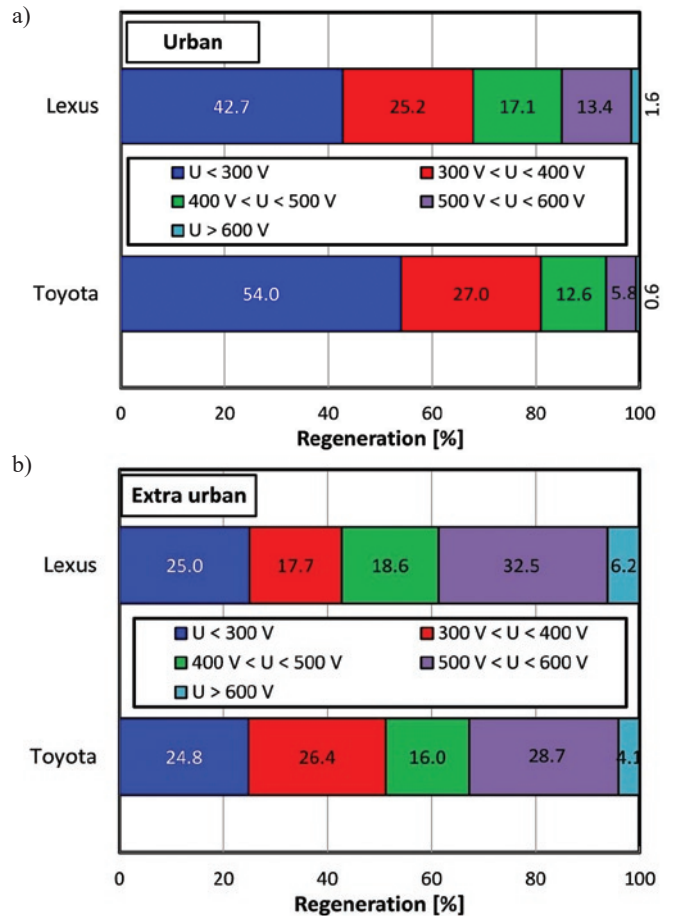 a)
Urban
Lexus
42.7 25.2 17.1 13.4 1.6
U < 300 V 300 V < U < 400 V
400 V < U < 500 V 500 V < U < 600 V
U > 600 V
Toyota
54.0 27.0 12.6 5.8 0.6
0 20 40 60 80 100
Regeneration [%]
b)
Extra urban
Lexus
25.0 17.7 18.6 32.5 6.2
U < 300 V 300 V < U < 400 V
400 V < U < 500 V 500 V < U < 600 V
U > 600 V
Toyota
24.8 26.4 16.0 28.7 4.1
0 20 40 60 80 100
Regeneration [%]